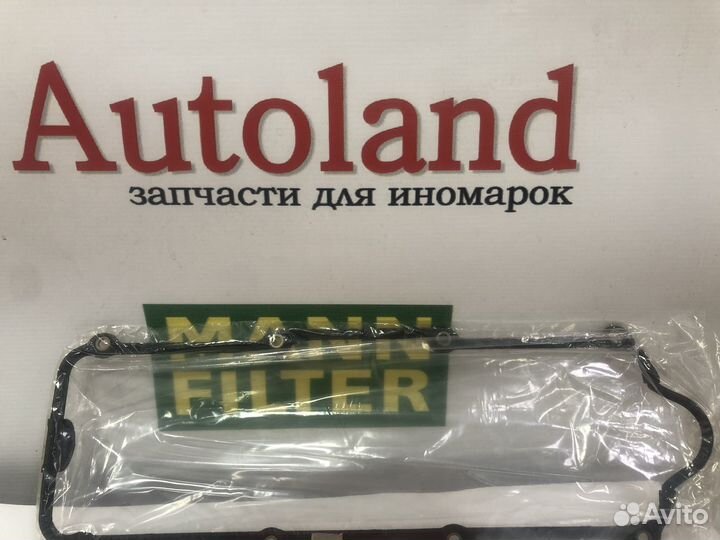 Autoland
запчасти для иномарок
MANN
FILTER
Avito